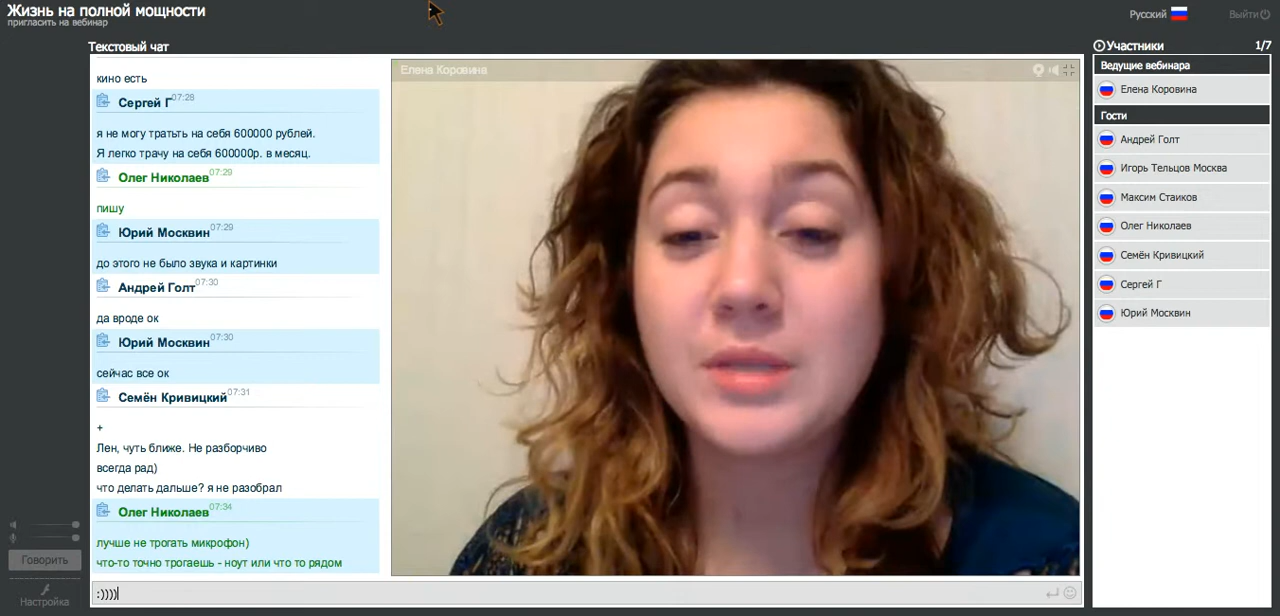 Жизнь на полной мощности
пригласить на вебинар
Русский
Выйти
Текстовый чат
кино есть
Сергей Г 07:28
я не могу тратьть на себя 600000 рублей.
Я легко трачу на себя 600000р. в месяц.
Олег Николаев 07:29
пишу
Юрий Москвин 07:29
до этого не было звука и картинки
Андрей Голт 07:30
да вроде ок
Юрий Москвин 07:30
сейчас все ок
Семён Кривицкий 07:31
+
Лен, чуть ближе. Не разборчиво
всегда рад)
что делать дальше? я не разобрал
Олег Николаев 07:34
лучше не трогать микрофон)
что-то точно трогаешь - ноут или что то рядом
:))))
Говорить
Настройка
Елена Коровина
Участники 1/7
Ведущие вебинара
Елена Коровина
Гости
Андрей Голт
Игорь Тельцов Москва
Максим Стаиков
Олег Николаев
Семён Кривицкий
Сергей Г
Юрий Москвин